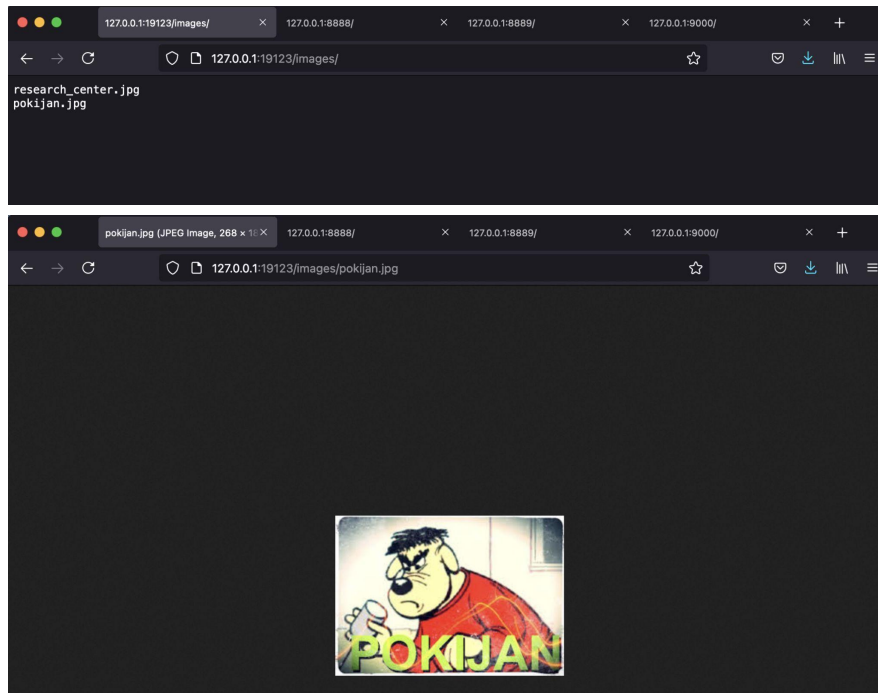 127.0.0.1:19123/images/ 127.0.0.1:8888/ 127.0.0.1:8889/ 127.0.0.1:9000/
127.0.0.1:19123/images/
research_center.jpg
pokijan.jpg
pokijan.jpg (JPEG Image, 268 × 18 127.0.0.1:8888/ 127.0.0.1:8889/ 127.0.0.1:9000/
127.0.0.1:19123/images/pokijan.jpg
POKIJAN